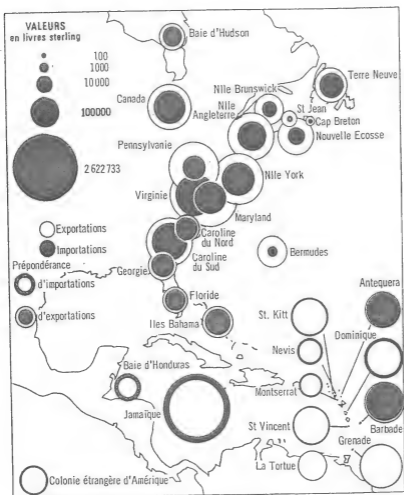 VALEURS
en livres sterling
100
1000
10000
100000
2622733
Exportations
Importations
Prépondérance
d'importations
d'exportations
Baie d'Hudson
Terre Neuve
Canada
Nlle Brunswick
Nlle
Angleterre
St Jean
Cap Breton
Nouvelle Ecosse
Pennsylvanie
Nlle York
Virginie
Maryland
Caroline
du Nord
Caroline
du Sud
Bermudes
Georgie
Floride
Iles Bahama
Antequera
St. Kitt
Dominique
Nevis
Baie d'Honduras
Montserrat
Jamaïque
St Vincent
Barbade
Grenade
La Tortue
Colonie étrangère d'Amérique